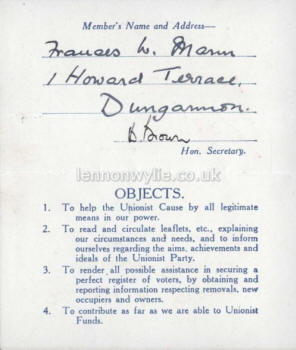 Member's Name and Address—
Frances W. Mann
1 Howard Terrace,
Dungannon.
B. Brown
Hon. Secretary.
lennonwylie.co.uk
OBJECTS.
1. To help the Unionist Cause by all legitimate
means in our power.
2. To read and circulate leaflets, etc., explaining
our circumstances and needs, and to inform
ourselves regarding the aims, achievements and
ideals of the Unionist Party.
3. To render all possible assistance in securing a
perfect register of voters, by obtaining and
reporting information respecting removals, new
occupiers and owners.
4. To contribute as far as we are able to Unionist
Funds.